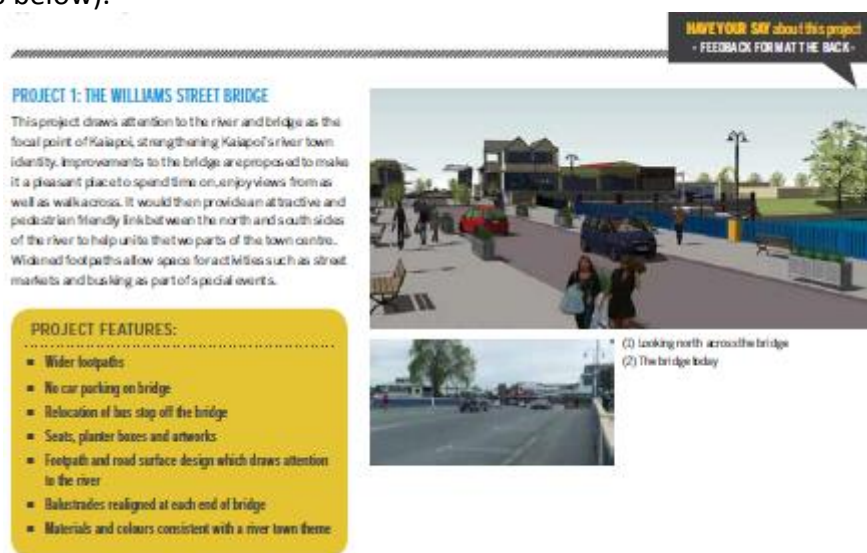 s below).
HAVE YOUR SAY about this project
- FEEDBACK FORM AT THE BACK -
PROJECT 1: THE WILLIAMS STREET BRIDGE
This project draws attention to the river and bridge as the
focal point of Kaiapoi, strengthening Kaiapoi's river town
identity. Improvements to the bridge are proposed to make
it a pleasant place to spend time on, enjoy views from as
well as walk across. It would then provide an attractive and
pedestrian friendly link between the north and south sides
of the river to help unite the two parts of the town centre.
Widened footpaths allow space for activities such as street
markets and busking as part of special events.
PROJECT FEATURES:
▪ Wider footpaths
▪ No car parking on bridge
▪ Relocation of bus stop off the bridge
▪ Seats, planter boxes and artworks
▪ Footpath and road surface design which draws attention
to the river
▪ Balustrades realigned at each end of bridge
▪ Materials and colours consistent with a river town theme
(1) Looking north across the bridge
(2) The bridge today